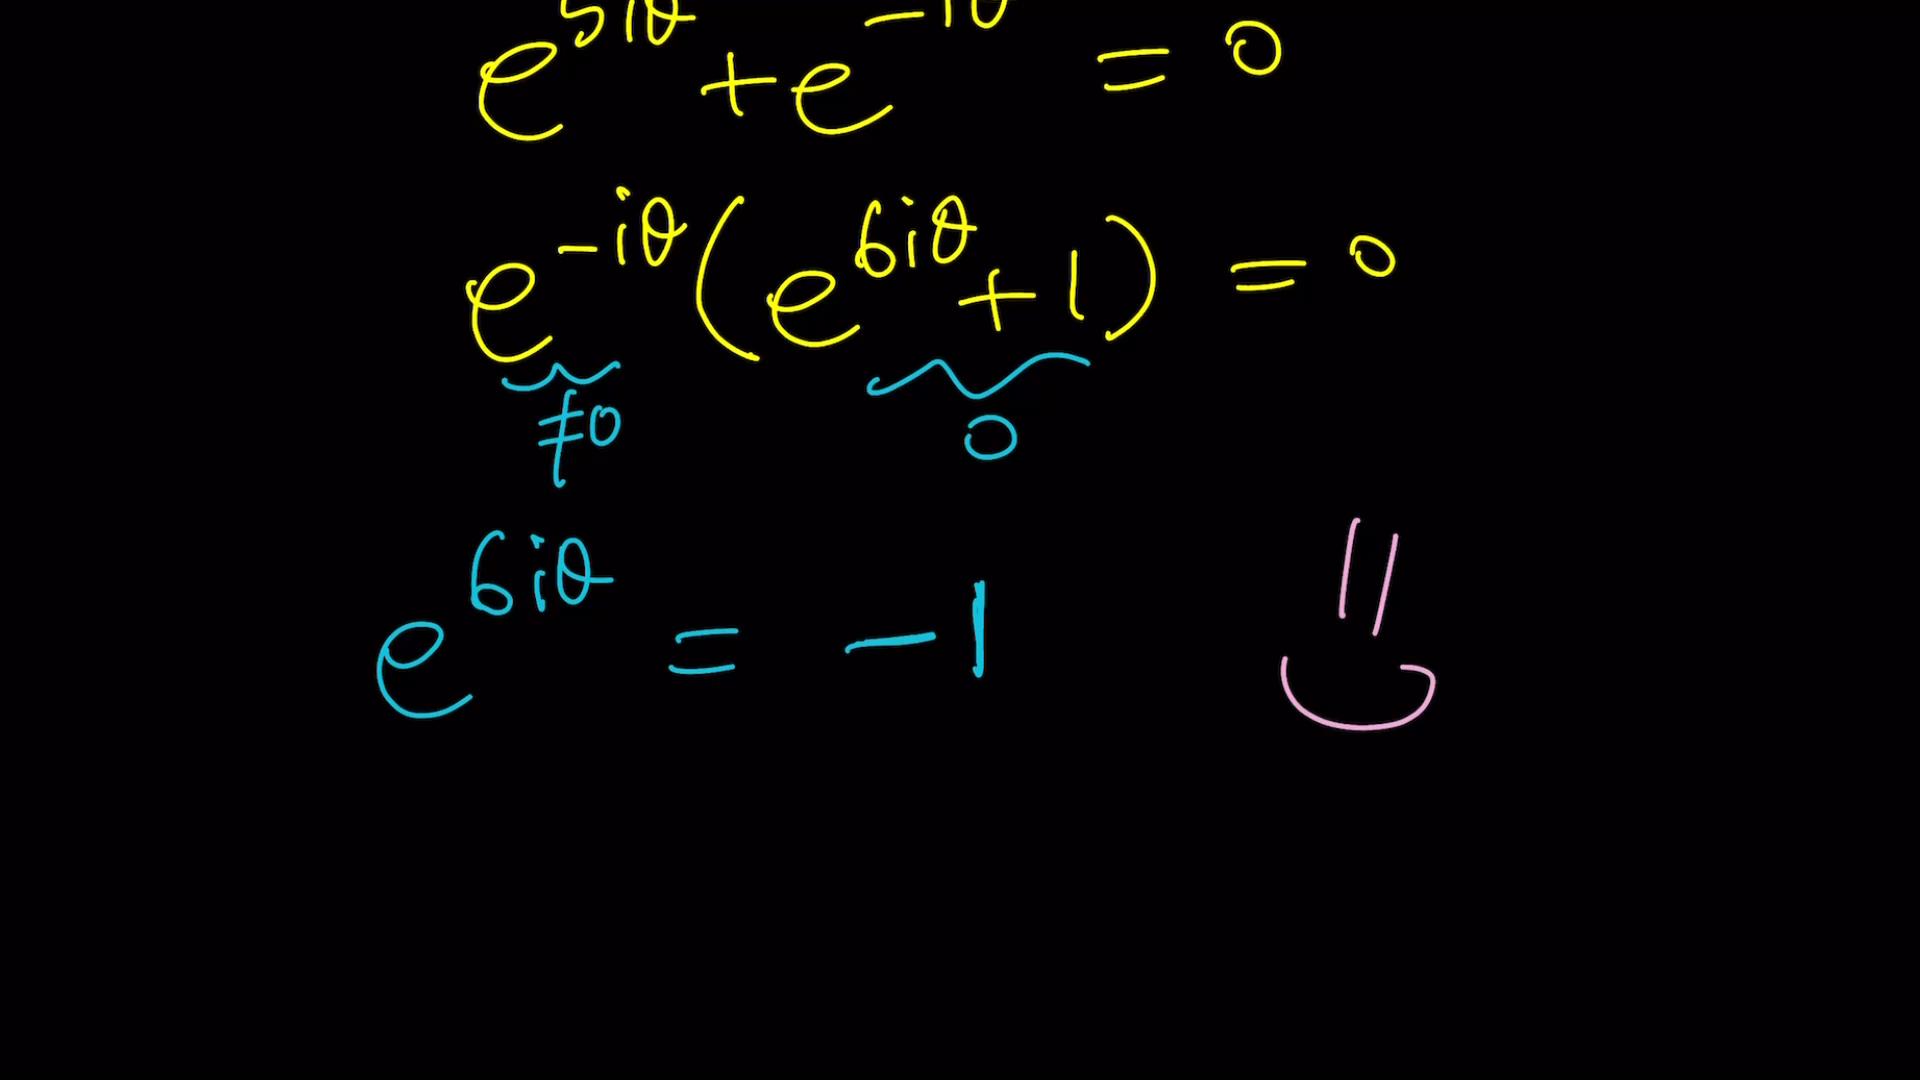 e^{5iθ} + e^{-iθ} = 0
e^{-iθ}(e^{6iθ} + 1) = 0
≠0 0
e^{6iθ} = -1